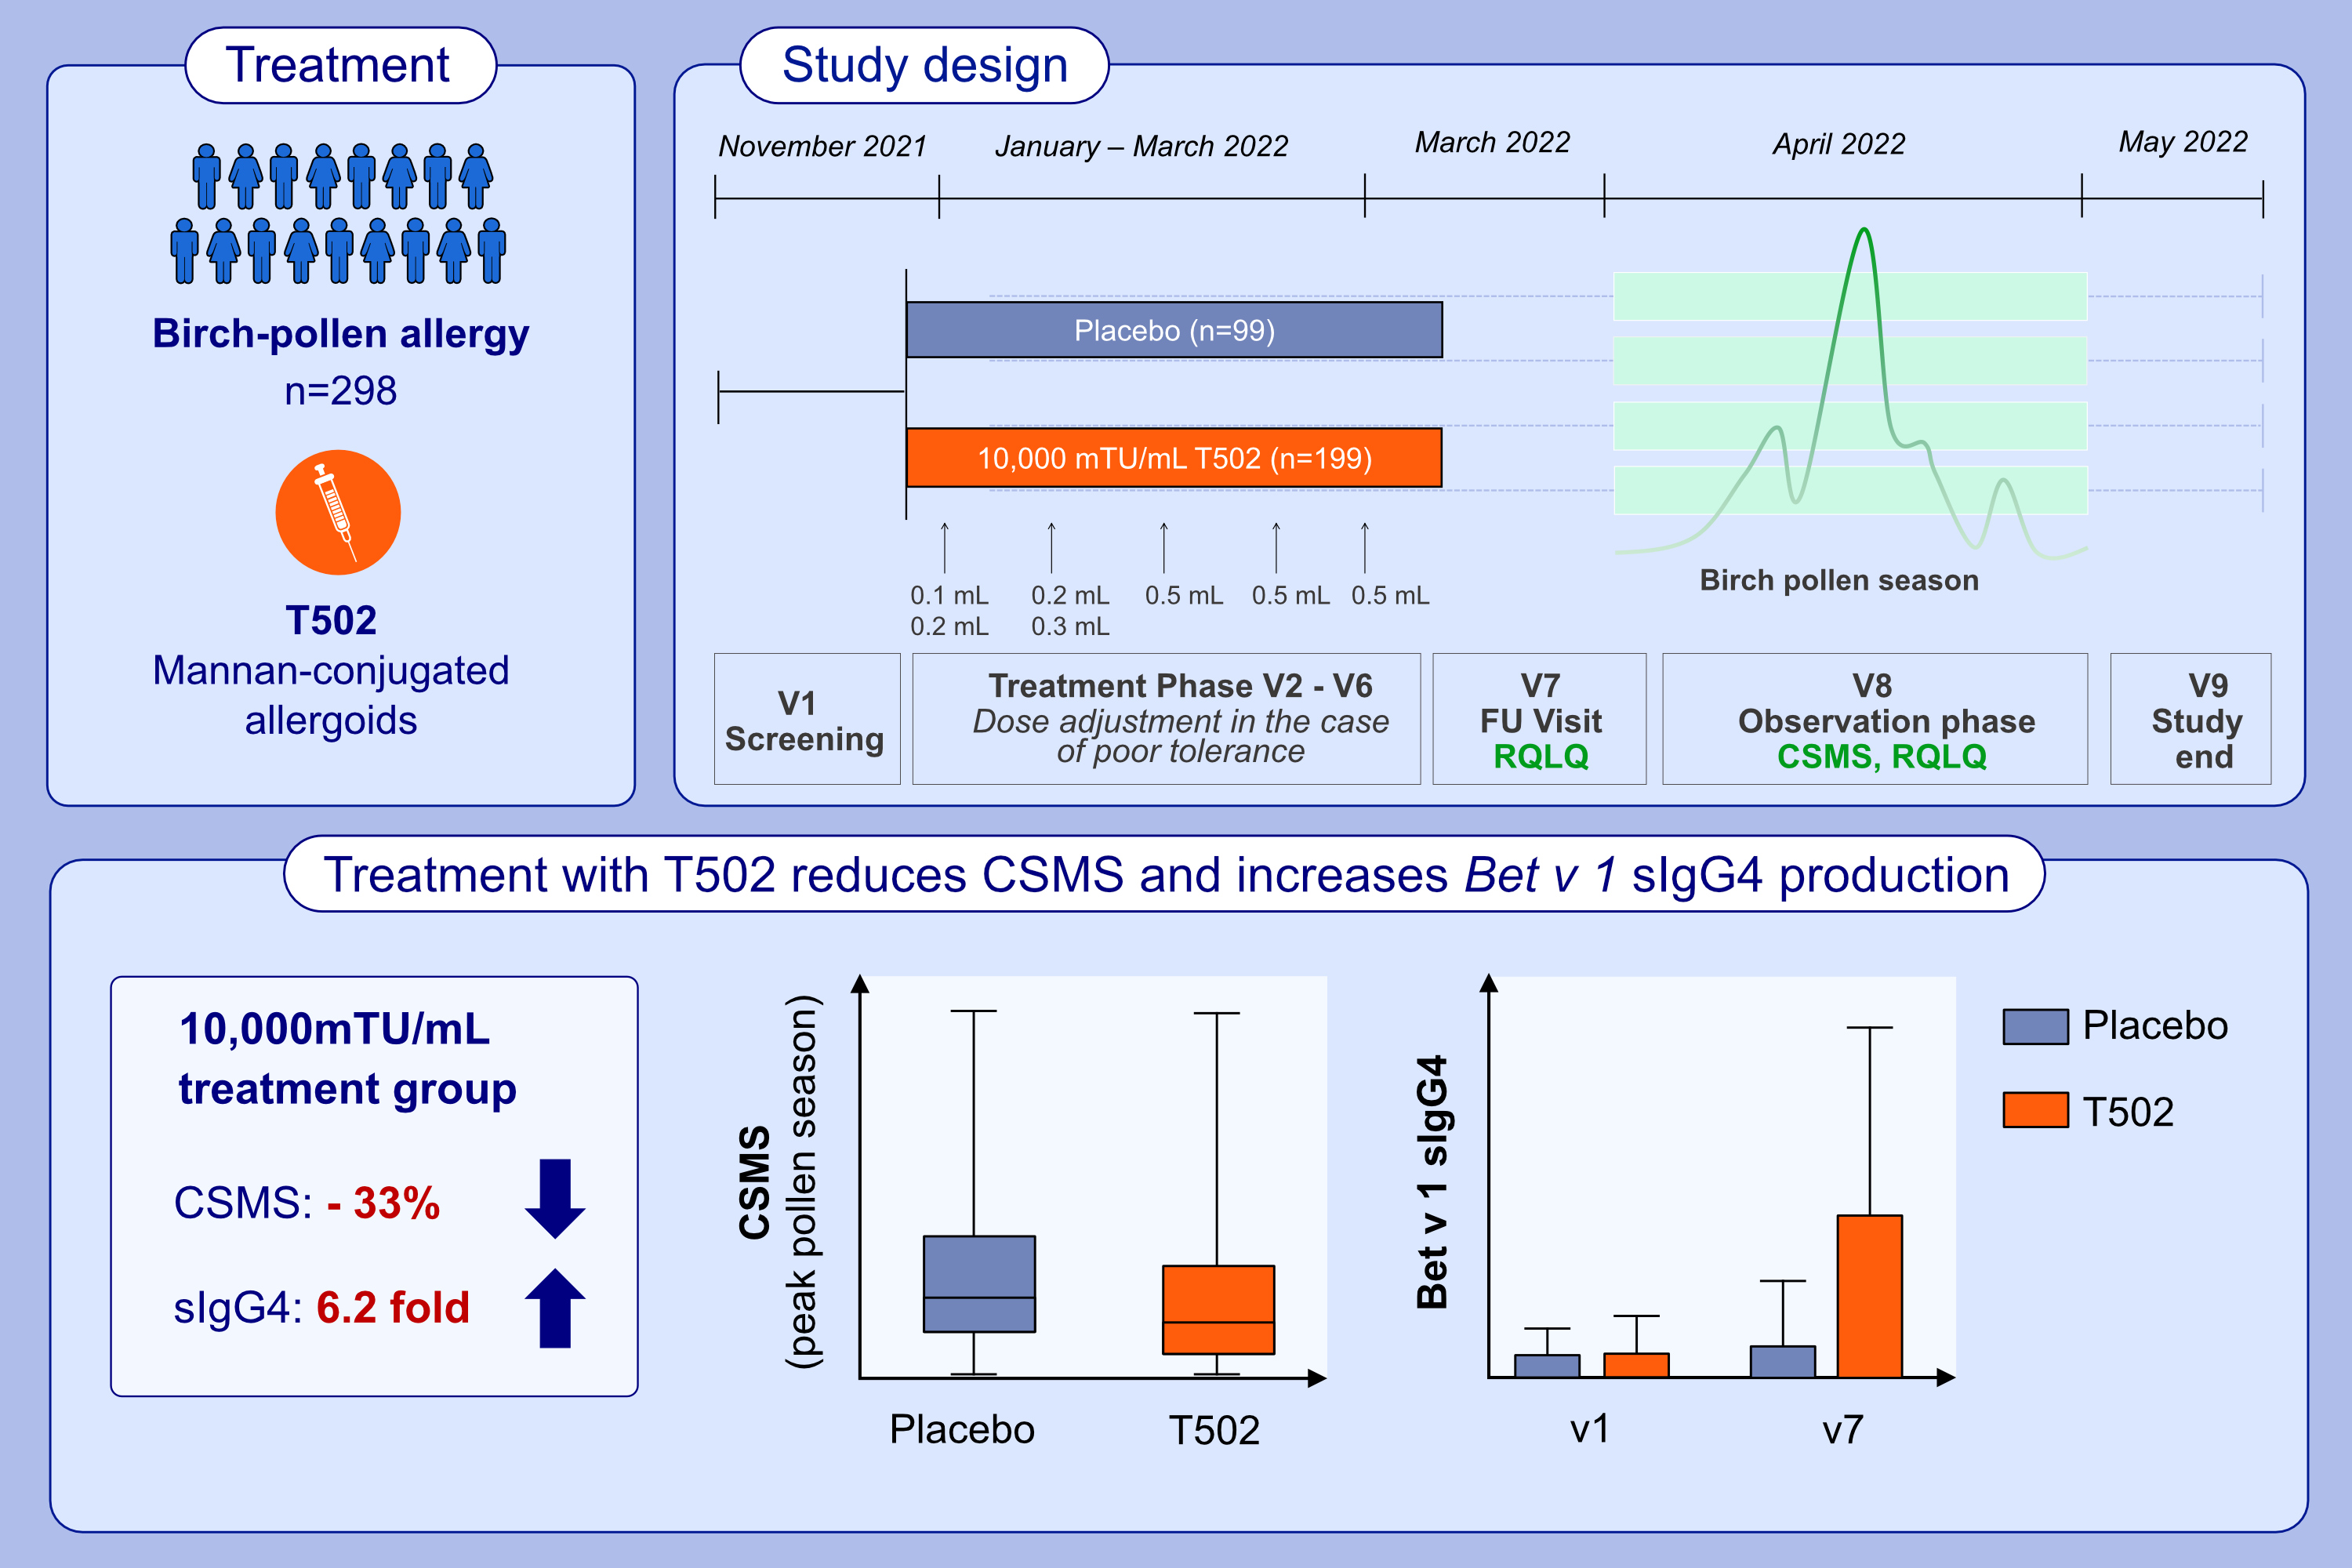 Treatment
Birch-pollen allergy
n=298
T502
Mannan-conjugated
allergoids
Study design
November 2021
January – March 2022
March 2022
April 2022
May 2022
Placebo (n=99)
10,000 mTU/mL T502 (n=199)
0.1 mL
0.2 mL
0.2 mL
0.3 mL
0.5 mL
0.5 mL
0.5 mL
Birch pollen season
V1
Screening
Treatment Phase V2 - V6
Dose adjustment in the case
of poor tolerance
V7
FU Visit
RQLQ
V8
Observation phase
CSMS, RQLQ
V9
Study
end
Treatment with T502 reduces CSMS and increases Bet v 1 sIgG4 production
10,000mTU/mL
treatment group
CSMS: - 33%
sIgG4: 6.2 fold
CSMS
(peak pollen season)
Placebo
T502
Bet v 1 sIgG4
v1
v7
Placebo
T502